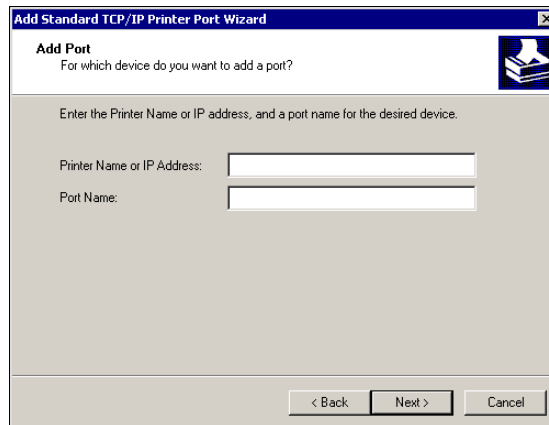 Add Standard TCP/IP Printer Port Wizard
Add Port
For which device do you want to add a port?
Enter the Printer Name or IP address, and a port name for the desired device.
Printer Name or IP Address:
Port Name:
< Back Next > Cancel